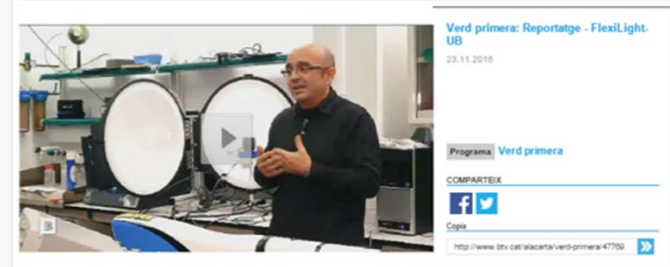 Verd primera: Reportatge - FlexiLight-
UB
23.11.2016
Programa Verd primera
COMPARTEIX
Copia
http://www.btv.cat/alacarta/verd-primera/47769